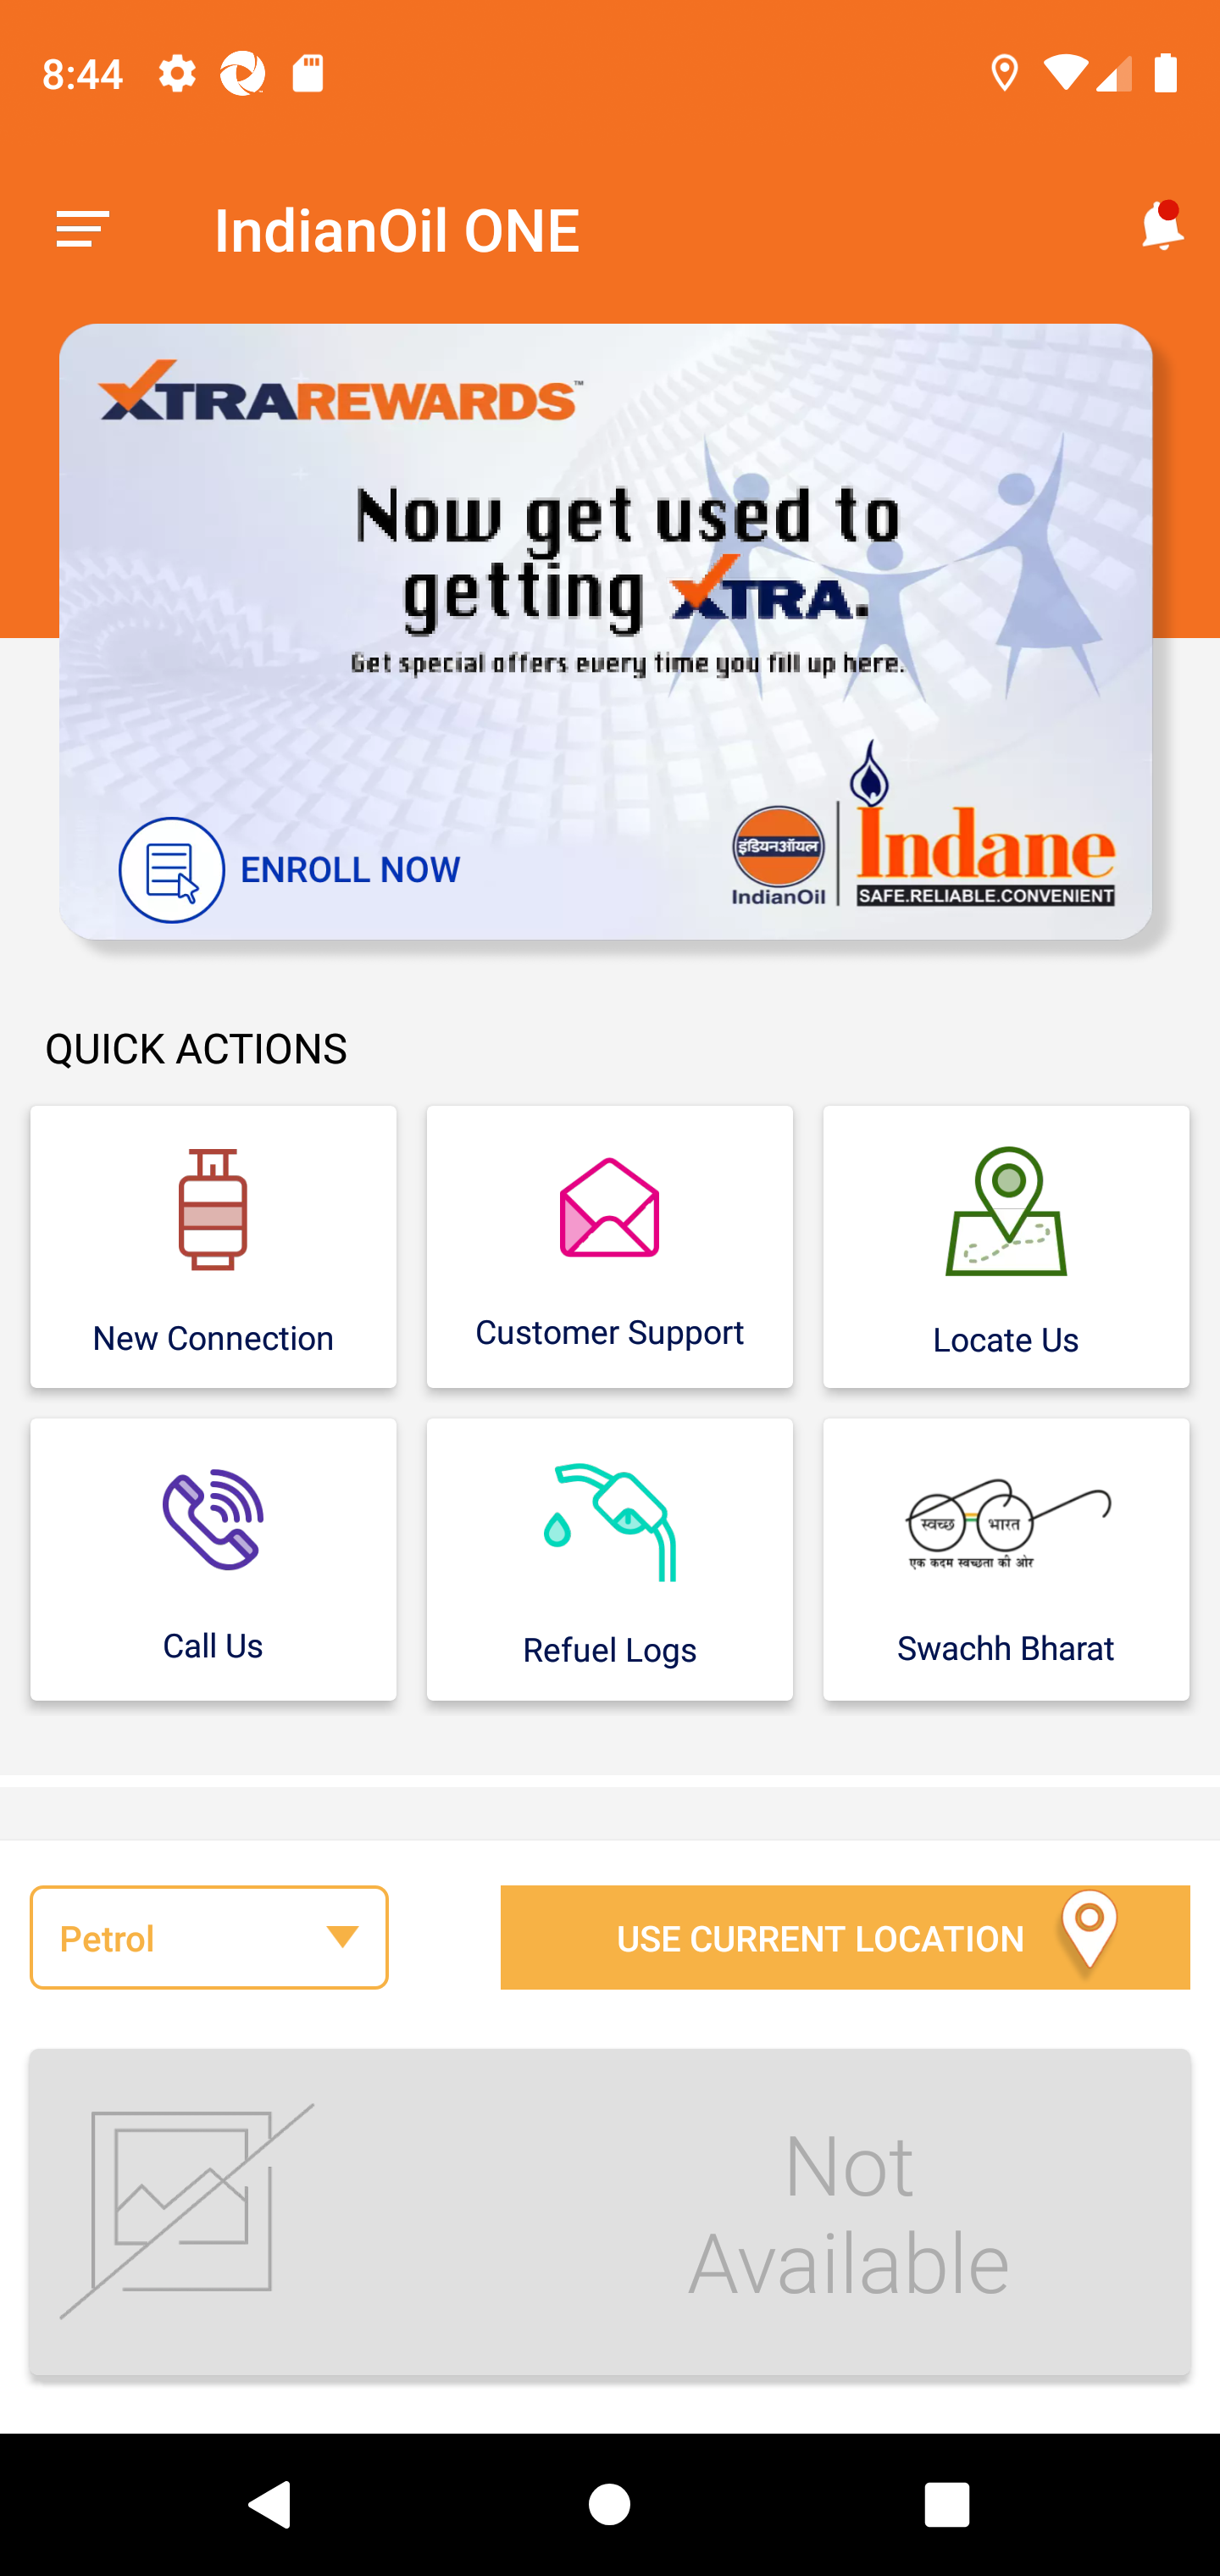 8:44
IndianOil ONE
XTRAREWARDS™
Now get used to
getting XTRA.
Get special offers every time you fill up here.
ENROLL NOW
इंडियनऑयल
IndianOil
Indane
SAFE.RELIABLE.CONVENIENT
QUICK ACTIONS
New Connection
Customer Support
Locate Us
स्वच्छ भारत
एक कदम स्वच्छता की ओर
Call Us
Refuel Logs
Swachh Bharat
Petrol
USE CURRENT LOCATION
Not
Available